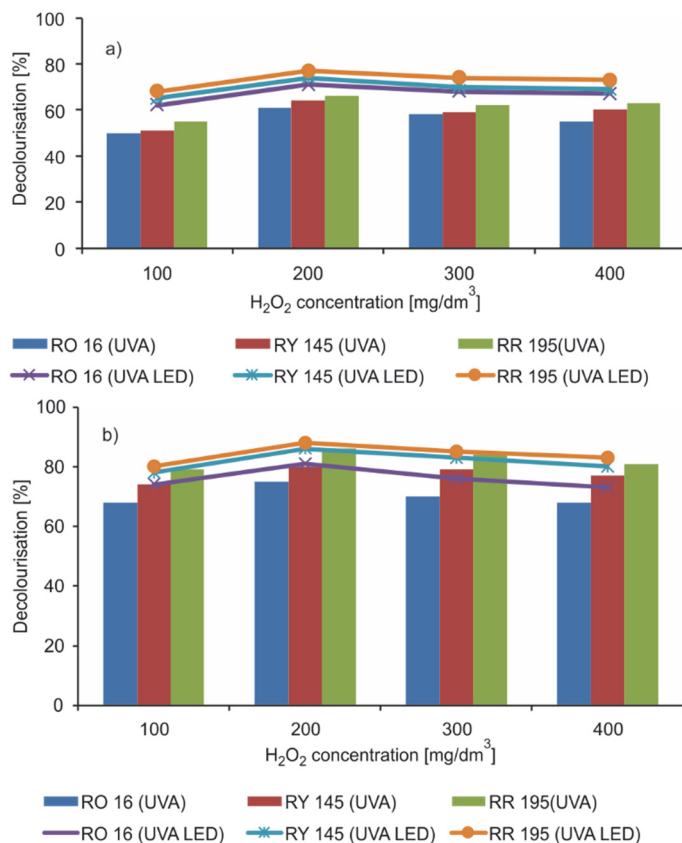 100
a)
80
60
40
20
0
Decolourisation [%]
100 200 300 400
H₂O₂ concentration [mg/dm³]
RO 16 (UVA) RY 145 (UVA) RR 195(UVA)
RO 16 (UVA LED) RY 145 (UVA LED) RR 195 (UVA LED)
100
b)
80
60
40
20
0
Decolourisation [%]
100 200 300 400
H₂O₂ concentration [mg/dm³]
RO 16 (UVA) RY 145 (UVA) RR 195(UVA)
RO 16 (UVA LED) RY 145 (UVA LED) RR 195 (UVA LED)